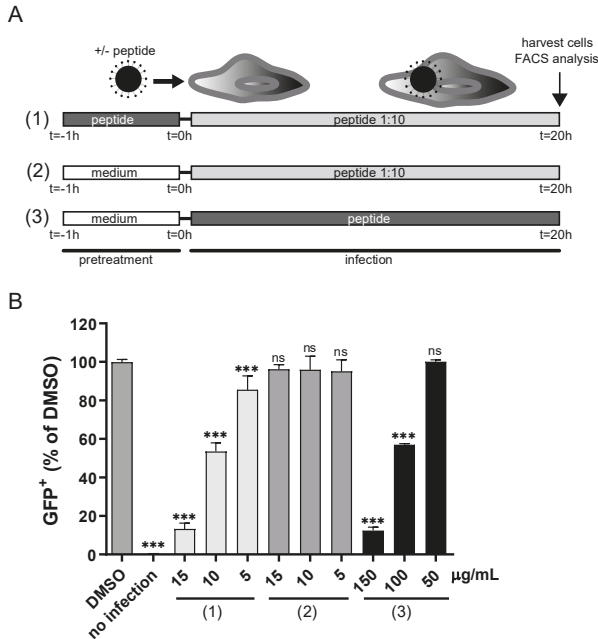 A
+/- peptide
harvest cells
FACS analysis
(1)
peptide
peptide 1:10
t=-1h
t=0h
t=20h
(2)
medium
peptide 1:10
t=-1h
t=0h
t=20h
(3)
medium
peptide
t=-1h
t=0h
t=20h
pretreatment
infection
B
GFP+ (% of DMSO)
120
100
80
60
40
20
0
***
***
***
***
ns
ns
ns
***
***
ns
DMSO
no infection
15
10
5
15
10
5
150
100
50
µg/mL
(1)
(2)
(3)